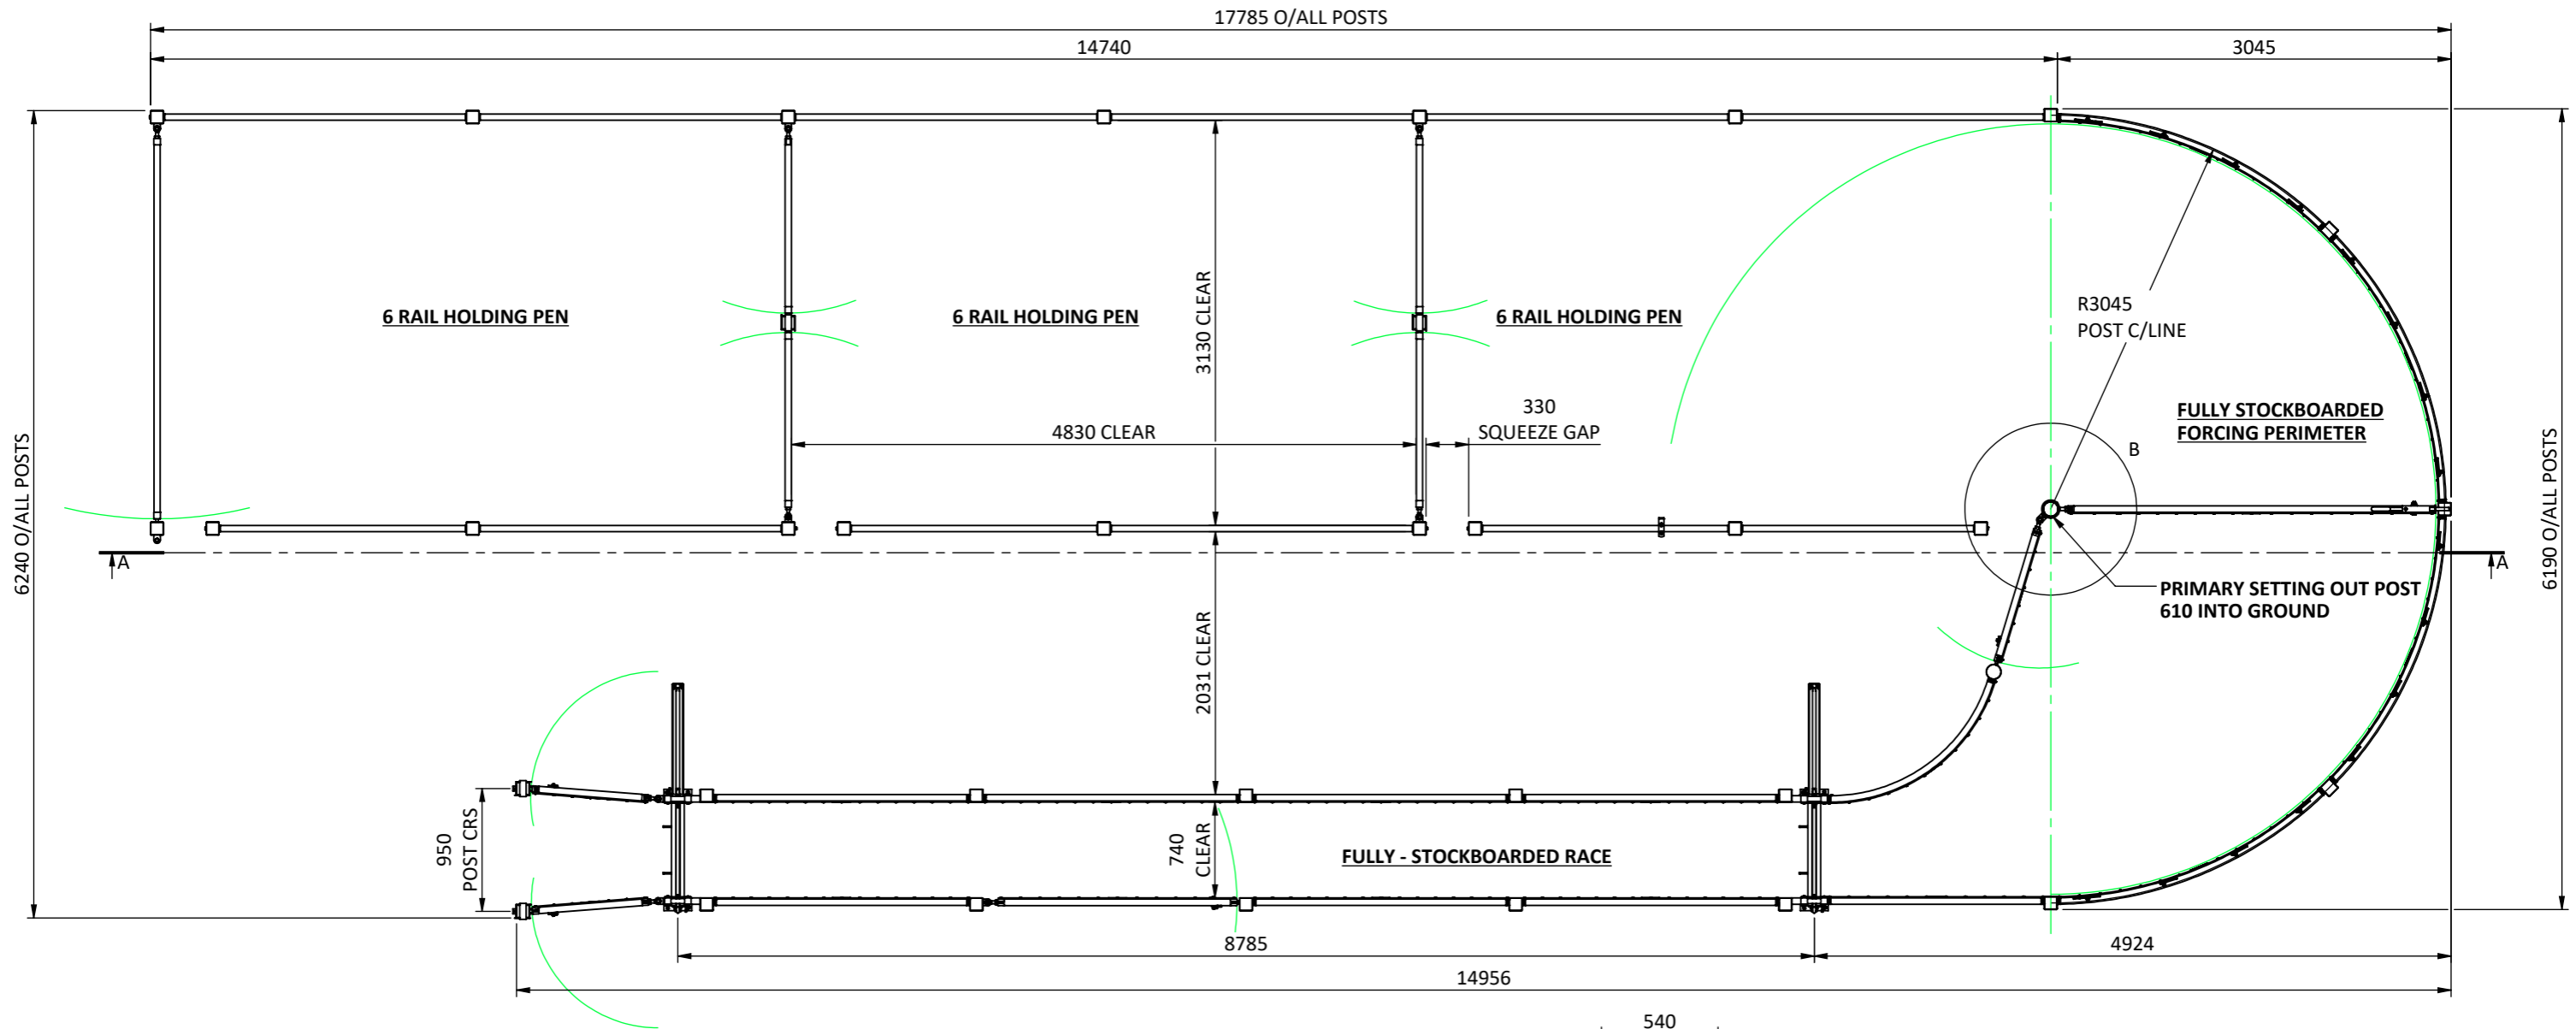 17785 O/ALL POSTS
14740
3045
6 RAIL HOLDING PEN
6 RAIL HOLDING PEN
6 RAIL HOLDING PEN
3130 CLEAR
R3045
POST C/LINE
330
SQUEEZE GAP
4830 CLEAR
FULLY STOCKBOARDED
FORCING PERIMETER
B
6240 O/ALL POSTS
6190 O/ALL POSTS
A
A
PRIMARY SETTING OUT POST
610 INTO GROUND
2031 CLEAR
950
POST CRS
740
CLEAR
FULLY - STOCKBOARDED RACE
8785
4924
14956
540